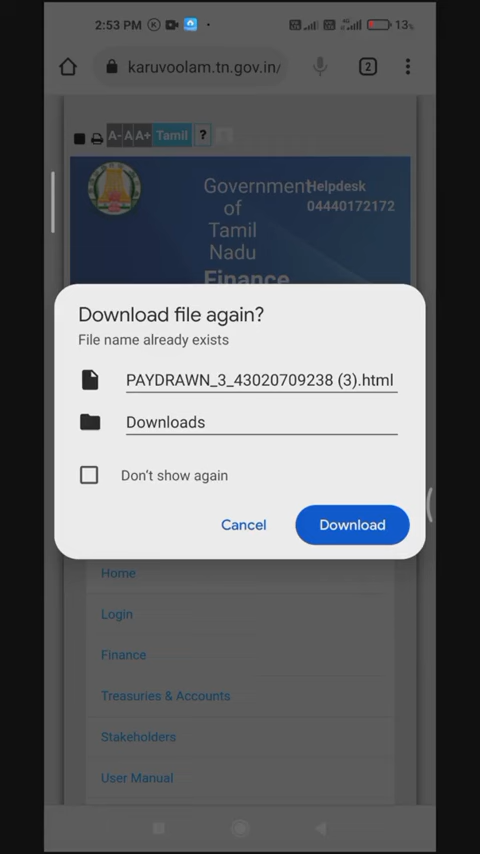 2:53 PM
13%
karuvoolam.tn.gov.in/
2
A- A A+ Tamil ?
Government
of
Tamil
Nadu
Finance
Helpdesk
04440172172
Download file again?
File name already exists
PAYDRAWN_3_43020709238 (3).html
Downloads
Don't show again
Cancel
Download
Home
Login
Finance
Treasuries & Accounts
Stakeholders
User Manual